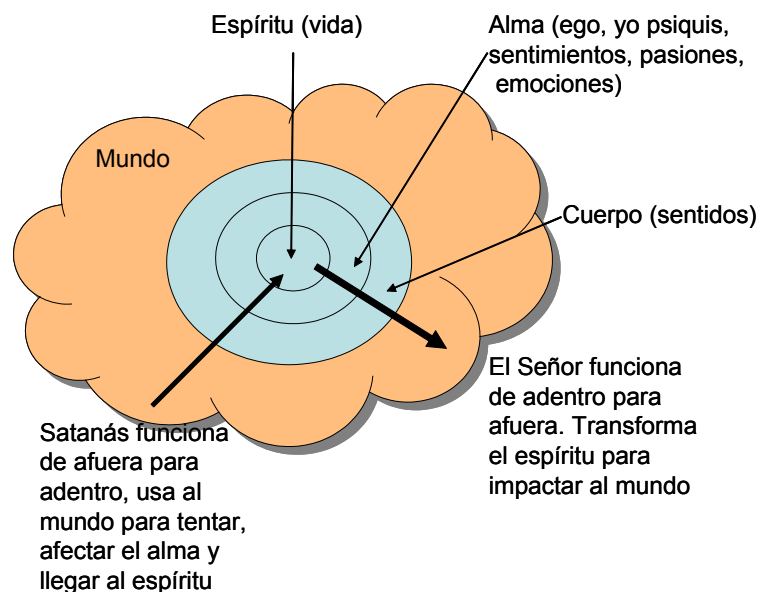 Espíritu (vida)
Alma (ego, yo psiquis,
sentimientos, pasiones,
emociones)
Mundo
Cuerpo (sentidos)
El Señor funciona
de adentro para
afuera. Transforma
el espíritu para
impactar al mundo
Satanás funciona
de afuera para
adentro, usa al
mundo para tentar,
afectar el alma y
llegar al espíritu